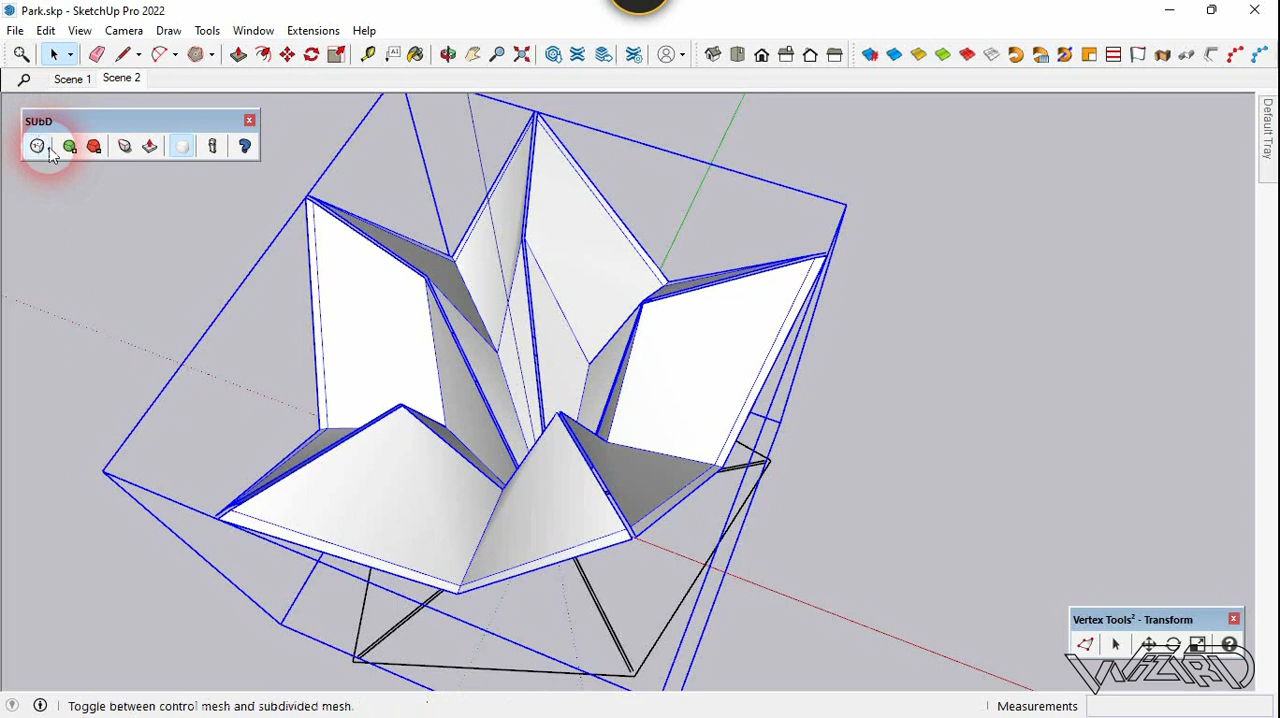 Park.skp - SketchUp Pro 2022
File Edit View Camera Draw Tools Window Extensions Help
Scene 1 Scene 2
SUbD
Default Tray
Vertex Tools² - Transform
WIZARD
Toggle between control mesh and subdivided mesh.
Measurements